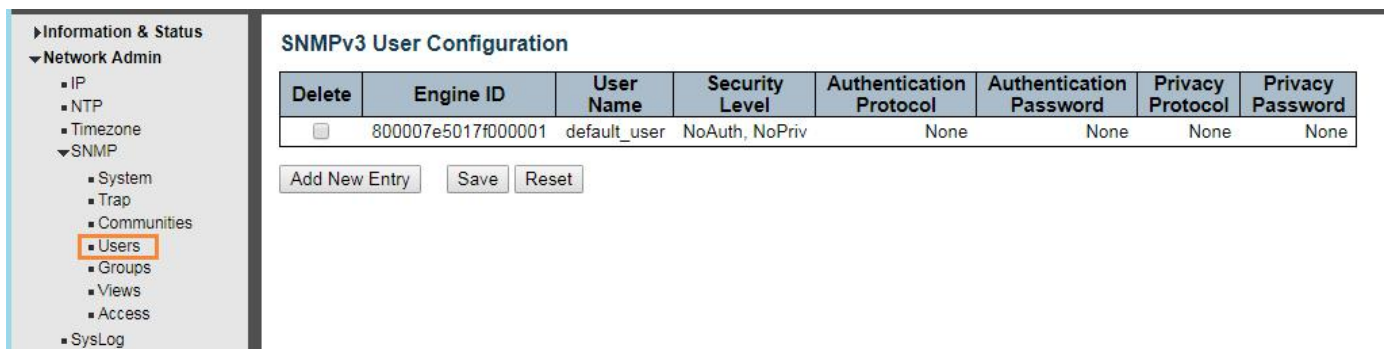 Information & Status
Network Admin
IP
NTP
Timezone
SNMP
System
Trap
Communities
Users
Groups
Views
Access
SysLog
SNMPv3 User Configuration
Delete Engine ID User Name Security Level Authentication Protocol Authentication Password Privacy Protocol Privacy Password
800007e5017f000001 default_user NoAuth, NoPriv None None None None
Add New Entry Save Reset